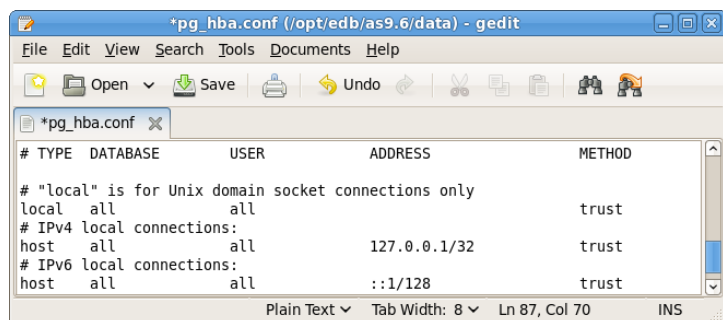 *pg_hba.conf (/opt/edb/as9.6/data) - gedit
File Edit View Search Tools Documents Help
Open Save Undo
*pg_hba.conf
# TYPE DATABASE USER ADDRESS METHOD
# "local" is for Unix domain socket connections only
local all all trust
# IPv4 local connections:
host all all 127.0.0.1/32 trust
# IPv6 local connections:
host all all ::1/128 trust
Plain Text Tab Width: 8 Ln 87, Col 70 INS